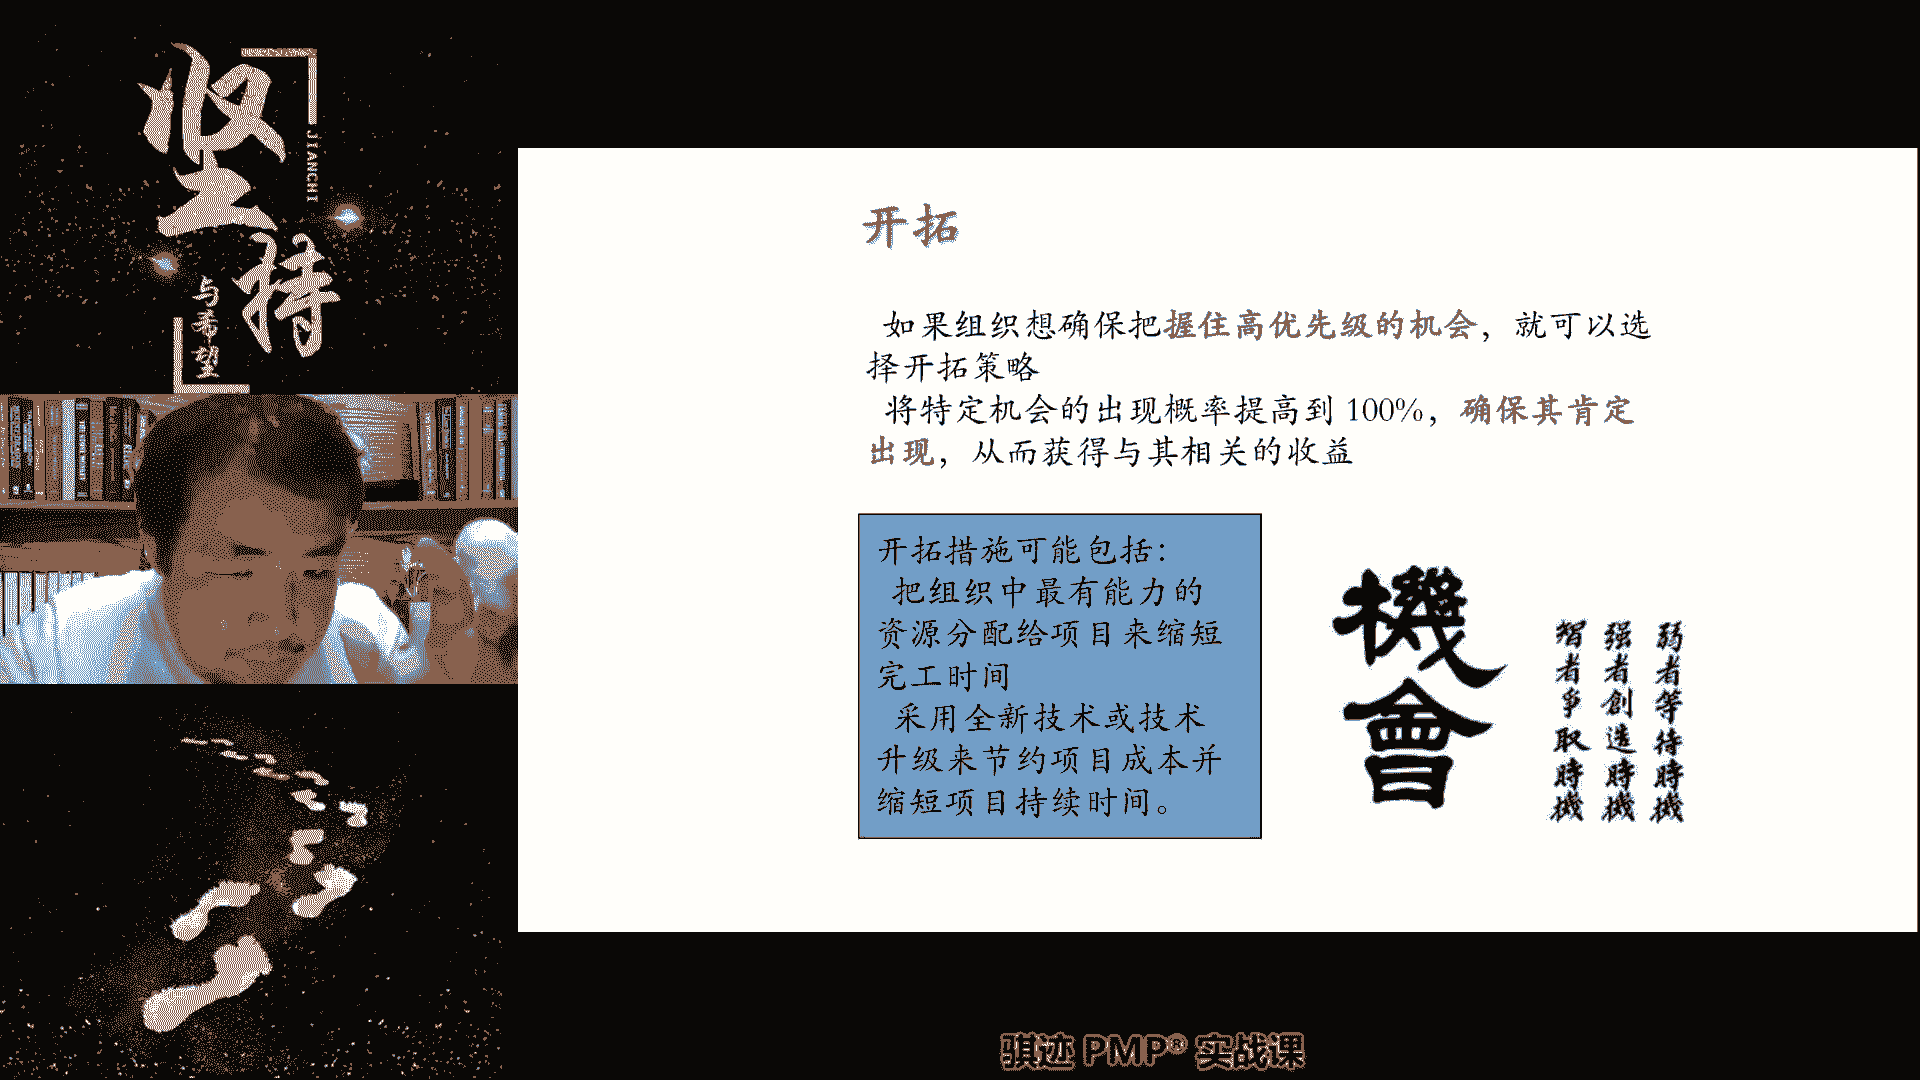 坚持
JIANCHI
与希望
开拓
如果组织想确保把握住高优先级的机会，就可以选
择开拓策略
将特定机会的出现概率提高到 100%，确保其肯定
出现，从而获得与其相关的收益
开拓措施可能包括：
把组织中最有能力的
资源分配给项目来缩短
完工时间
采用全新技术或技术
升级来节约项目成本并
缩短项目持续时间。
機會
弱者等待時機
强者創造時機
智者爭取時機
骐迹 PMP® 实战课